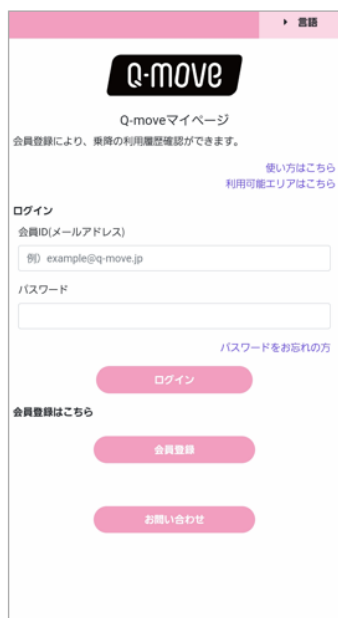 言語
Q-move
Q-moveマイページ
会員登録により、乗降の利用履歴確認ができます。
使い方はこちら
利用可能エリアはこちら
ログイン
会員ID(メールアドレス)
例）example@q-move.jp
パスワード
パスワードをお忘れの方
ログイン
会員登録はこちら
会員登録
お問い合わせ